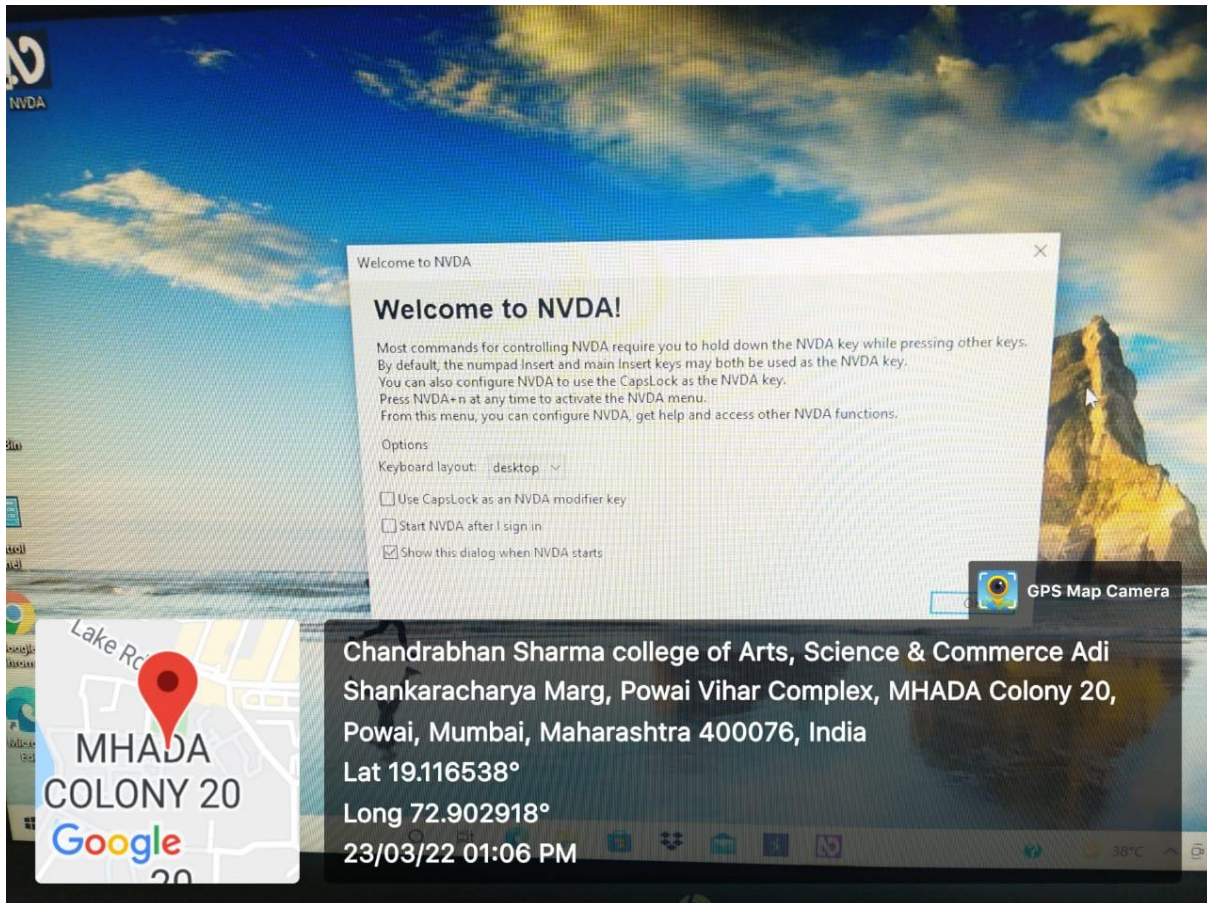 NVDA
Welcome to NVDA
Welcome to NVDA!
Most commands for controlling NVDA require you to hold down the NVDA key while pressing other keys.
By default, the numpad Insert and main Insert keys may both be used as the NVDA key.
You can also configure NVDA to use the CapsLock as the NVDA key.
Press NVDA+n at any time to activate the NVDA menu.
From this menu, you can configure NVDA, get help and access other NVDA functions.
Options
Keyboard layout: desktop
Use CapsLock as an NVDA modifier key
Start NVDA after I sign in
Show this dialog when NVDA starts
GPS Map Camera
Lake Rd
MHADA
COLONY 20
Google
20
Chandrabhan Sharma college of Arts, Science & Commerce Adi
Shankaracharya Marg, Powai Vihar Complex, MHADA Colony 20,
Powai, Mumbai, Maharashtra 400076, India
Lat 19.116538°
Long 72.902918°
23/03/22 01:06 PM
38°C